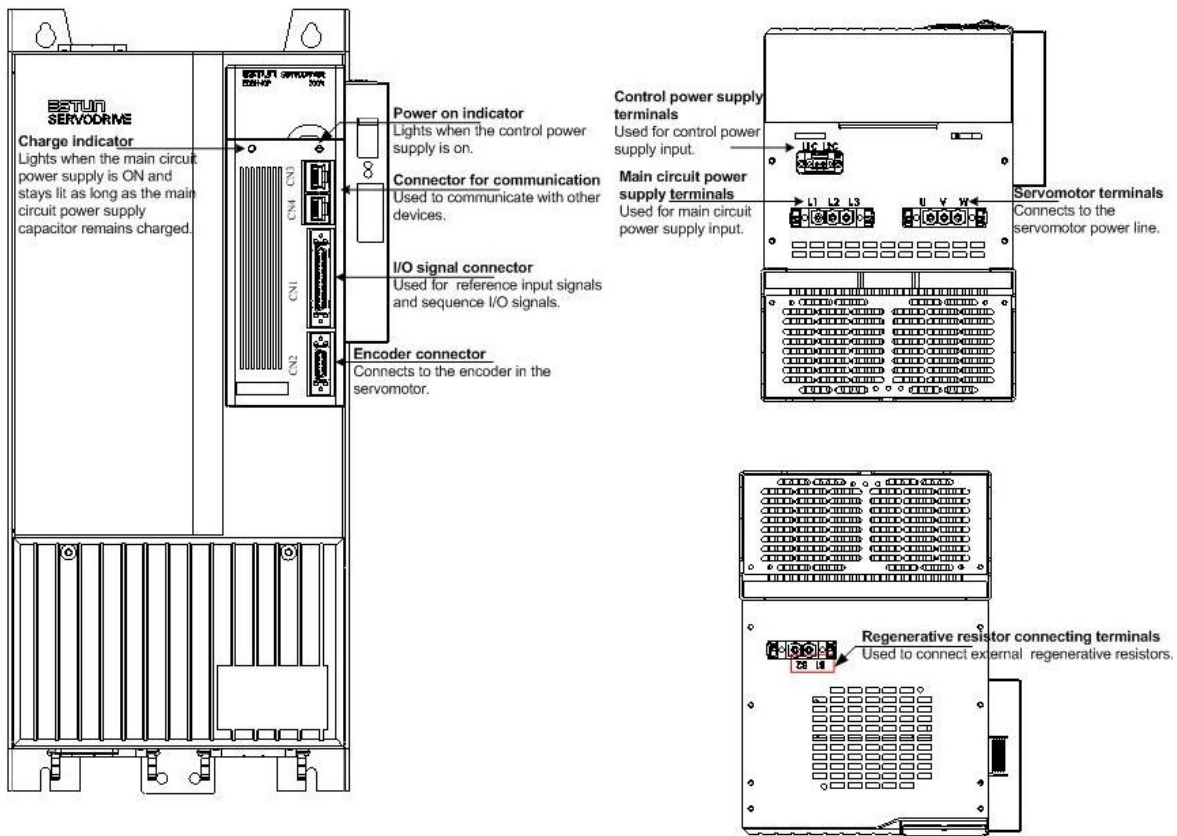 ESTUN
SERVODRIVE
Charge indicator
Lights when the main circuit
power supply is ON and
stays lit as long as the main
circuit power supply
capacitor remains charged.
ESTUN SERVODRIVE
200V
CN3
CN4
CN1
CN2
8
Power on indicator
Lights when the control power
supply is on.
Connector for communication
Used to communicate with other
devices.
I/O signal connector
Used for reference input signals
and sequence I/O signals.
Encoder connector
Connects to the encoder in the
servomotor.
Control power supply
terminals
Used for control power
supply input.
L1C L2C
Main circuit power
supply terminals
Used for main circuit
power supply input.
L1 L2 L3
U V W
Servomotor terminals
Connects to the
servomotor power line.
Regenerative resistor connecting terminals
Used to connect external regenerative resistors.
B1 B2